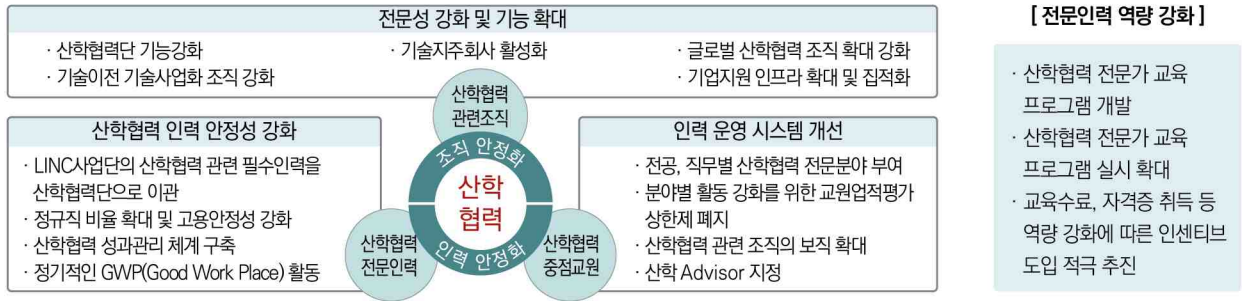 전문성 강화 및 기능 확대
· 산학협력단 기능강화
· 기술이전 기술사업화 조직 강화
· 기술지주회사 활성화
· 글로벌 산학협력 조직 확대 강화
· 기업지원 인프라 확대 및 집적화
산학협력
관련조직
산학협력 인력 안정성 강화
· LINC사업단의 산학협력 관련 필수인력을
산학협력단으로 이관
· 정규직 비율 확대 및 고용안정성 강화
· 산학협력 성과관리 체계 구축
· 정기적인 GWP(Good Work Place) 활동
조직 안정화
산학
협력
인력 안정화
산학협력
전문인력
산학협력
중점교원
인력 운영 시스템 개선
· 전공, 직무별 산학협력 전문분야 부여
· 분야별 활동 강화를 위한 교원업적평가
상한제 폐지
· 산학협력 관련 조직의 보직 확대
· 산학 Advisor 지정
[ 전문인력 역량 강화 ]
· 산학협력 전문가 교육
프로그램 개발
· 산학협력 전문가 교육
프로그램 실시 확대
· 교육수료, 자격증 취득 등
역량 강화에 따른 인센티브
도입 적극 추진